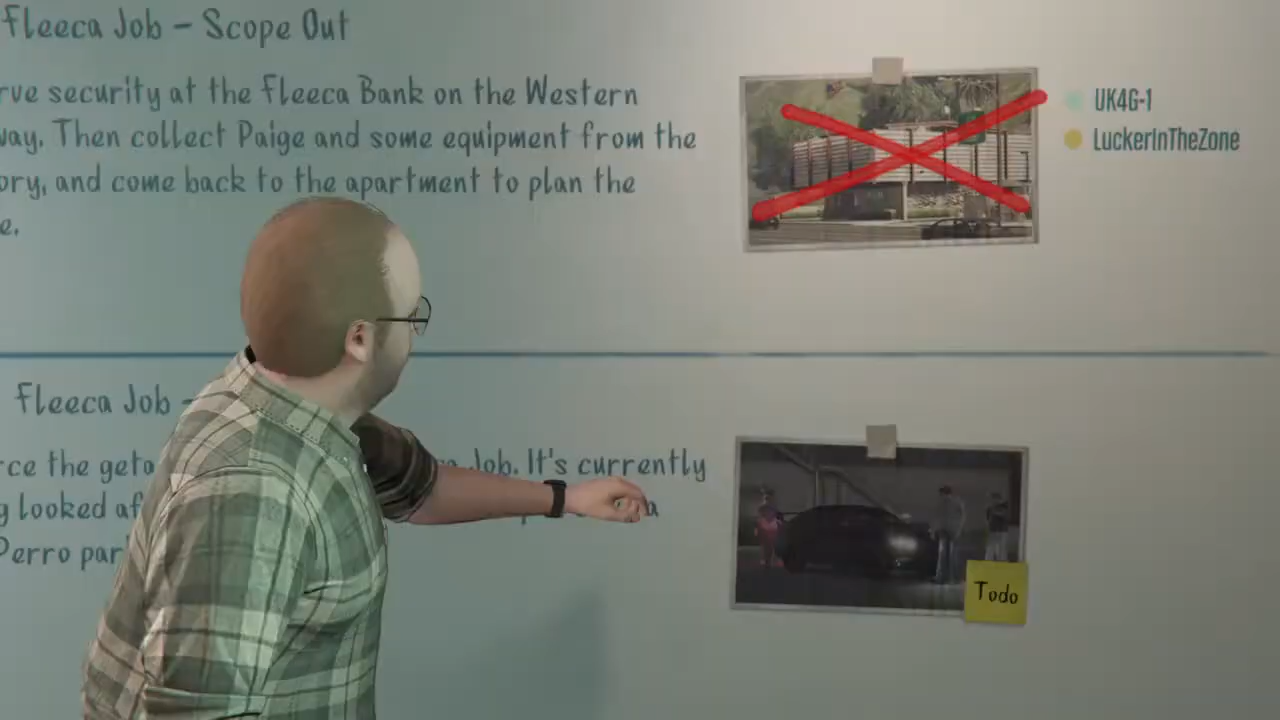 Fleeca Job – Scope Out
rve security at the Fleeca Bank on the Western
way. Then collect Paige and some equipment from the
ory, and come back to the apartment to plan the
e.
UK4G-1
LuckerInTheZone
Fleeca Job -
rce the geta Job. It's currently
g looked af a
Perro par
Todo